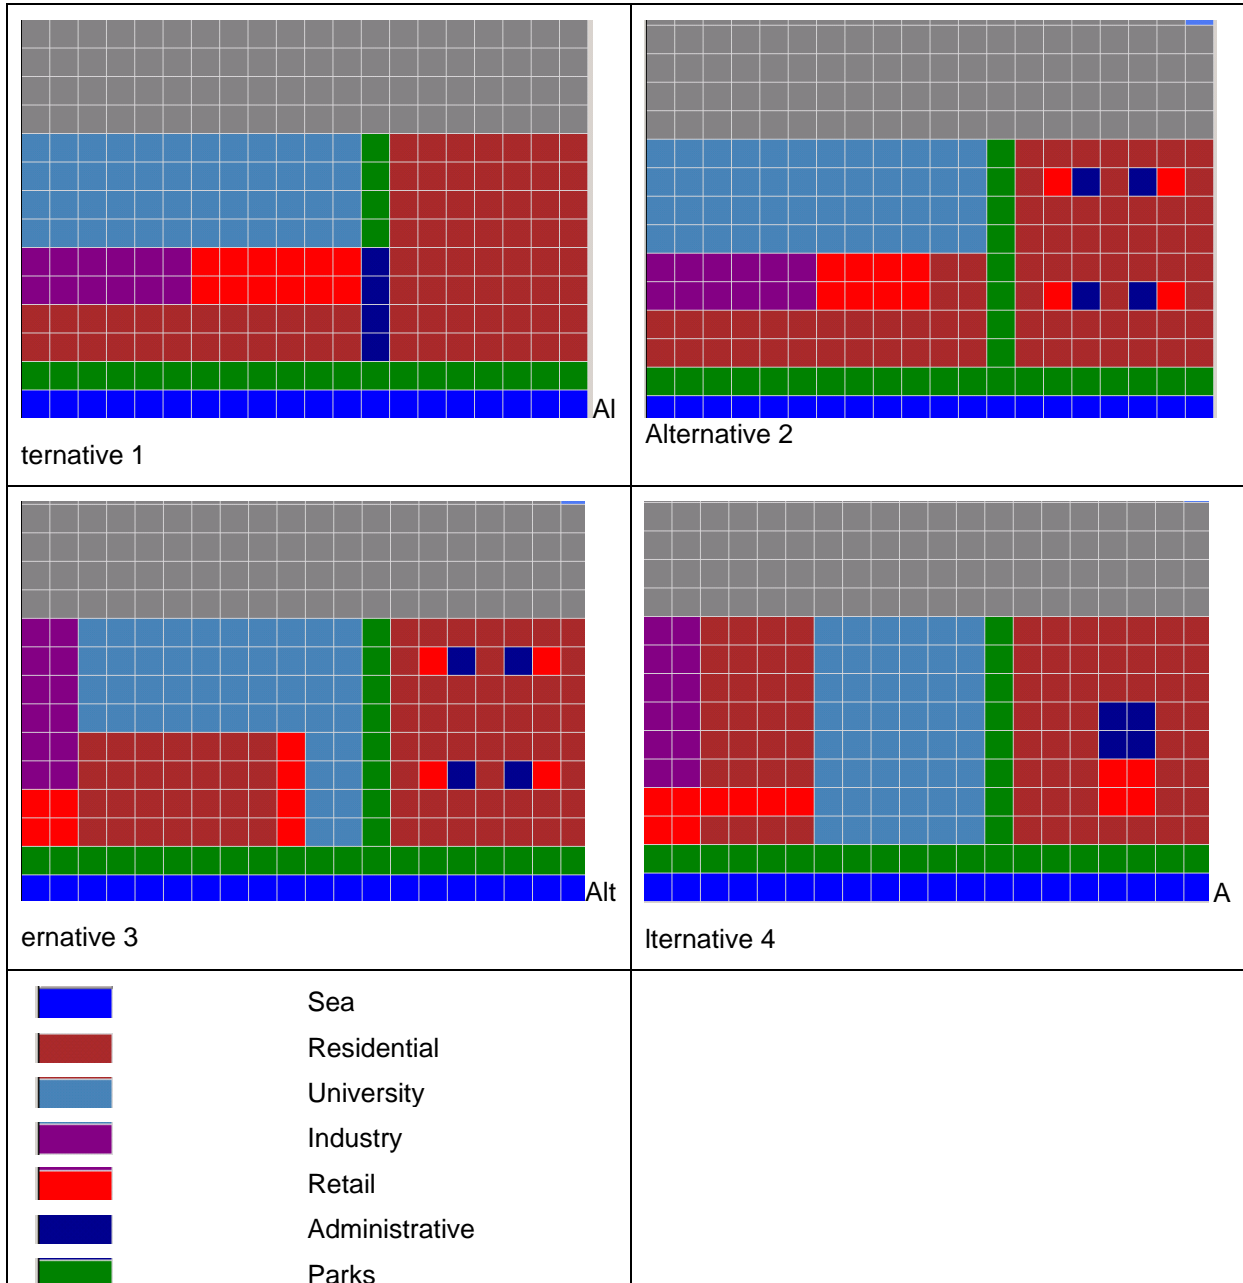 Al
ternative 1
Alternative 2
Alt
ernative 3
A
lternative 4
Sea
Residential
University
Industry
Retail
Administrative
Parks